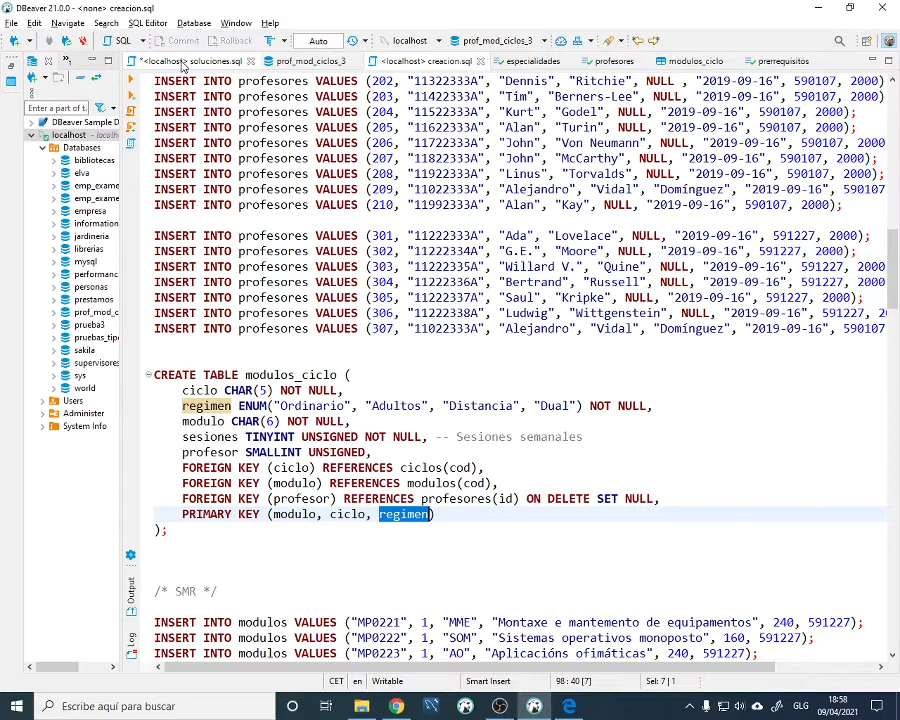 DBeaver 21.0.0 - <none> creacion.sql
File Edit Navigate Search SQL Editor Database Window Help
SQL Commit Rollback Auto localhost prof_mod_ciclos_3
*<localhost> soluciones.sql prof_mod_ciclos_3 <localhost> creacion.sql especialidades profesores modulos_ciclo prerrequisitos
Enter a part of t
DBeaver Sample D
localhost - localh
Databases
bibliotecas
elva
emp_exame
emp_exame
empresa
information
jardineria
librerias
mysql
performanc
personas
prestamos
prof_mod_c
prueba3
pruebas_tipo
sakila
supervisores
sys
world
Users
Administer
System Info
INSERT INTO profesores VALUES (202, "11322333A", "Dennis", "Ritchie", NULL , "2019-09-16", 590107, 2000)
INSERT INTO profesores VALUES (203, "11422333A", "Tim", "Berners-Lee", NULL, "2019-09-16", 590107, 2000)
INSERT INTO profesores VALUES (204, "11522333A", "Kurt", "Godel", NULL, "2019-09-16", 590107, 2000);
INSERT INTO profesores VALUES (205, "11622333A", "Alan", "Turin", NULL, "2019-09-16", 590107, 2000);
INSERT INTO profesores VALUES (206, "11722333A", "John", "Von Neumann", NULL, "2019-09-16", 590107, 2000)
INSERT INTO profesores VALUES (207, "11822333A", "John", "McCarthy", NULL, "2019-09-16", 590107, 2000);
INSERT INTO profesores VALUES (208, "11922333A", "Linus", "Torvalds", NULL, "2019-09-16", 590107, 2000);
INSERT INTO profesores VALUES (209, "11022333A", "Alejandro", "Vidal", "Domínguez", "2019-09-16", 590107
INSERT INTO profesores VALUES (210, "11992333A", "Alan", "Kay", NULL, "2019-09-16", 590107, 2000);
INSERT INTO profesores VALUES (301, "11222333A", "Ada", "Lovelace", NULL, "2019-09-16", 591227, 2000);
INSERT INTO profesores VALUES (302, "11222334A", "G.E.", "Moore", NULL, "2019-09-16", 591227, 2000);
INSERT INTO profesores VALUES (303, "11222335A", "Willard V.", "Quine", NULL, "2019-09-16", 591227, 2000
INSERT INTO profesores VALUES (304, "11222336A", "Bertrand", "Russell", NULL, "2019-09-16", 591227, 2000
INSERT INTO profesores VALUES (305, "11222337A", "Saul", "Kripke", NULL, "2019-09-16", 591227, 2000);
INSERT INTO profesores VALUES (306, "11222338A", "Ludwig", "Wittgenstein", NULL, "2019-09-16", 591227, 2
INSERT INTO profesores VALUES (307, "11022333A", "Alejandro", "Vidal", "Domínguez", "2019-09-16", 590107
CREATE TABLE modulos_ciclo (
ciclo CHAR(5) NOT NULL,
regimen ENUM("Ordinario", "Adultos", "Distancia", "Dual") NOT NULL,
modulo CHAR(6) NOT NULL,
sesiones TINYINT UNSIGNED NOT NULL, -- Sesiones semanales
profesor SMALLINT UNSIGNED,
FOREIGN KEY (ciclo) REFERENCES ciclos(cod),
FOREIGN KEY (modulo) REFERENCES modulos(cod),
FOREIGN KEY (profesor) REFERENCES profesores(id) ON DELETE SET NULL,
PRIMARY KEY (modulo, ciclo, regimen)
);
/* SMR */
INSERT INTO modulos VALUES ("MP0221", 1, "MME", "Montaxe e mantemento de equipamentos", 240, 591227);
INSERT INTO modulos VALUES ("MP0222", 1, "SOM", "Sistemas operativos monoposto", 160, 591227);
INSERT INTO modulos VALUES ("MP0223", 1, "AO", "Aplicacións ofimáticas", 240, 591227);
Output
Log
CET en Writable Smart Insert 98 : 40 [7] Sel: 7 | 1
Escribe aquí para buscar
GLG
18:58
09/04/2021